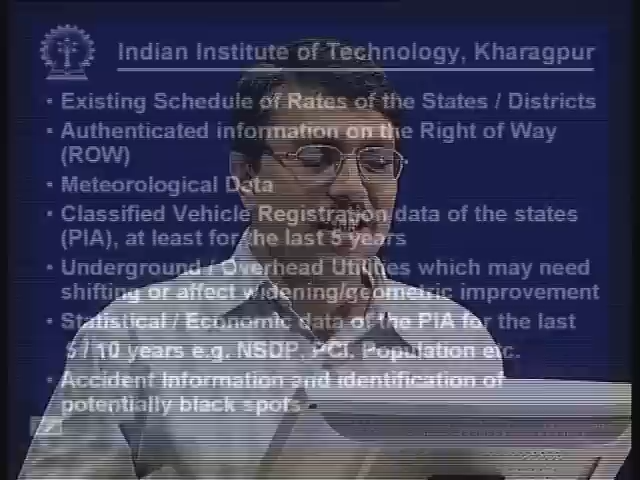 Indian Institute of Technology, Kharagpur
• Existing Schedule of Rates of the States / Districts
• Authenticated information on the Right of Way
(ROW)
• Meteorological Data
• Classified Vehicle Registration data of the states
(PIA), at least for the last 5 years
• Underground / Overhead Utilities which may need
shifting or affect widening/geometric improvement
• Statistical / Economic data of the PIA for the last
5 / 10 years e.g. NSDP, PCI, Population etc.
• Accident Information and identification of
potentially black spots